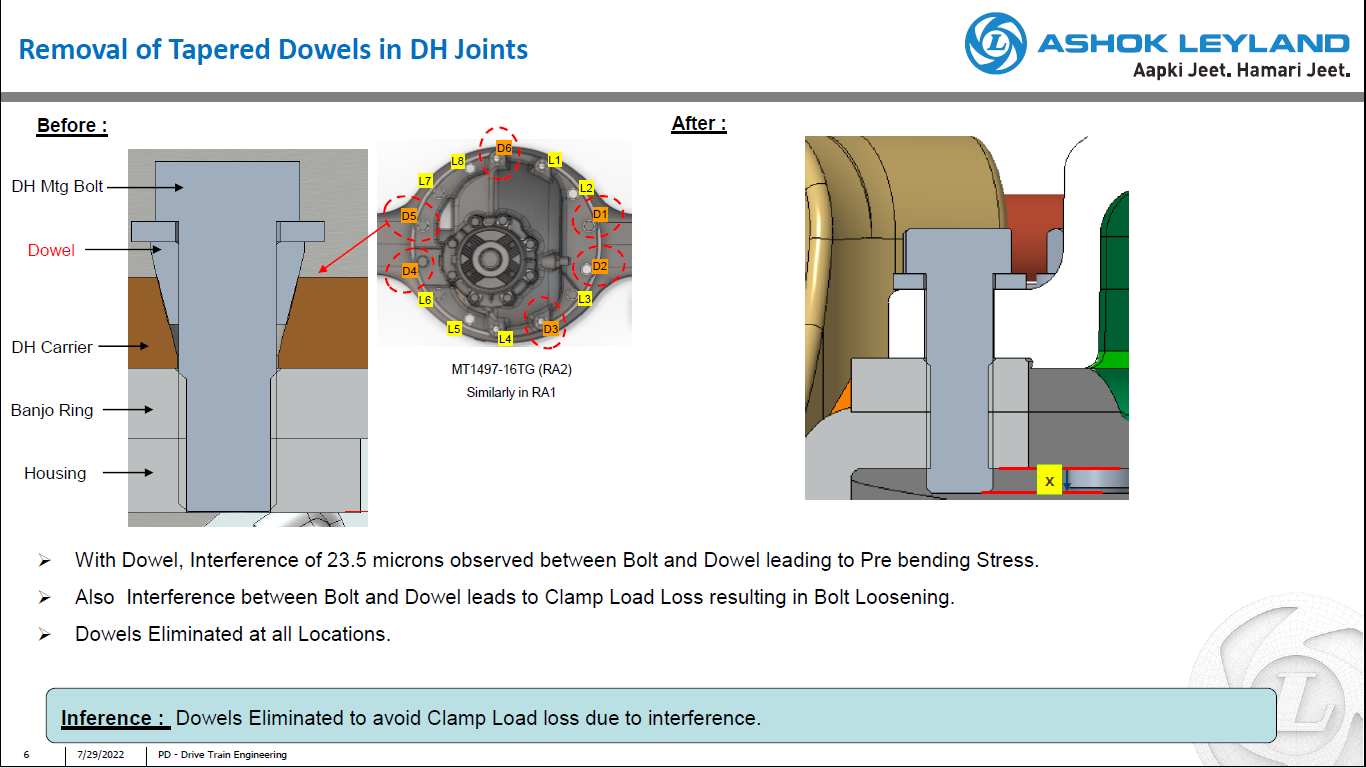 Removal of Tapered Dowels in DH Joints
L
ASHOK LEYLAND
Aapki Jeet. Hamari Jeet.
Before :
After :
DH Mtg Bolt
Dowel
DH Carrier
Banjo Ring
Housing
D6
L8
L1
L7
L2
D5
D1
D4
D2
L6
L3
L5
L4
D3
MT1497-16TG (RA2)
Similarly in RA1
X
➢ With Dowel, Interference of 23.5 microns observed between Bolt and Dowel leading to Pre bending Stress.
➢ Also Interference between Bolt and Dowel leads to Clamp Load Loss resulting in Bolt Loosening.
➢ Dowels Eliminated at all Locations.
L
Inference : Dowels Eliminated to avoid Clamp Load loss due to interference.
6 7/29/2022 PD - Drive Train Engineering